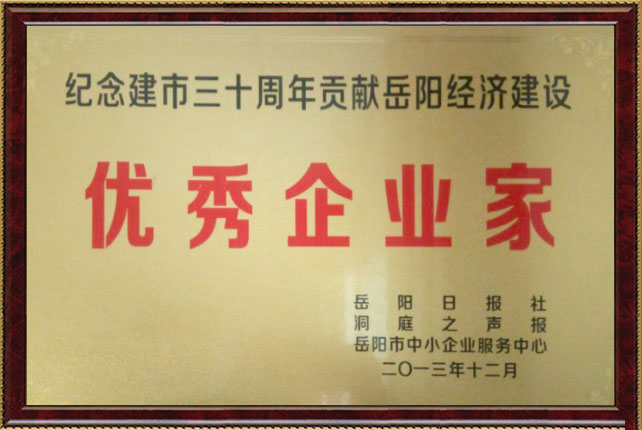 纪念建市三十周年贡献岳阳经济建设
优秀企业家
岳阳日报社
洞庭之声报
岳阳市中小企业服务中心
二〇一三年十二月